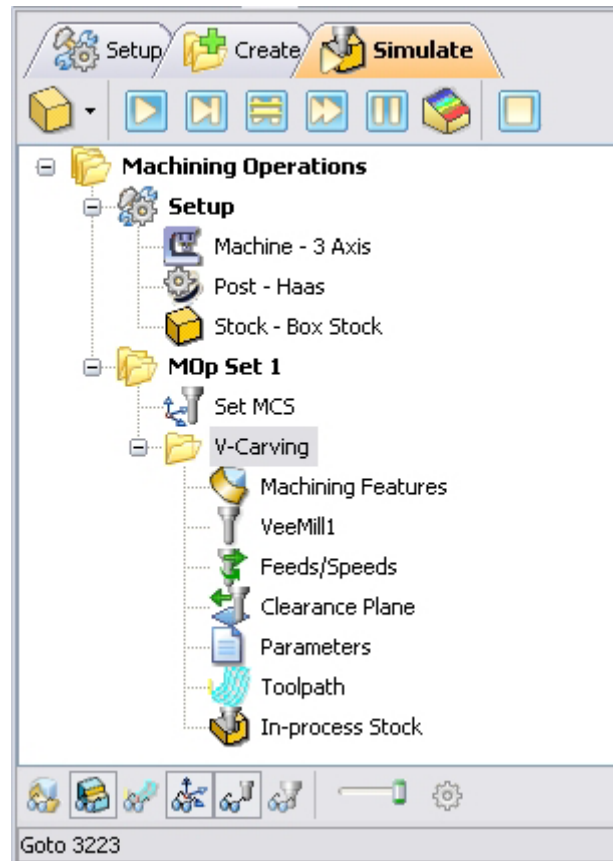 Setup Create Simulate
Machining Operations
Setup
Machine - 3 Axis
Post - Haas
Stock - Box Stock
MOp Set 1
Set MCS
V-Carving
Machining Features
VeeMill1
Feeds/Speeds
Clearance Plane
Parameters
Toolpath
In-process Stock
Goto 3223